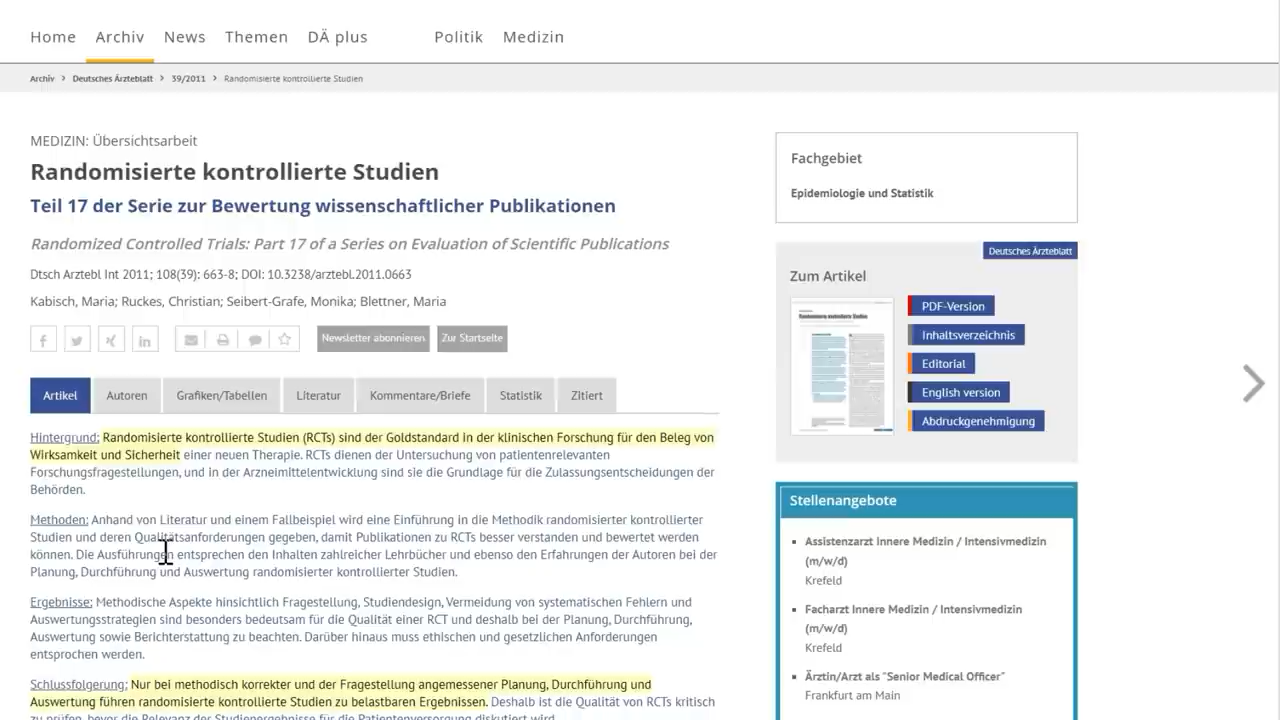 Home Archiv News Themen DÄ plus Politik Medizin
Archiv > Deutsches Ärzteblatt > 39/2011 > Randomisierte kontrollierte Studien
MEDIZIN: Übersichtsarbeit
Randomisierte kontrollierte Studien
Teil 17 der Serie zur Bewertung wissenschaftlicher Publikationen
Randomized Controlled Trials: Part 17 of a Series on Evaluation of Scientific Publications
Dtsch Arztebl Int 2011; 108(39): 663-8; DOI: 10.3238/arztebl.2011.0663
Kabisch, Maria; Ruckes, Christian; Seibert-Grafe, Monika; Blettner, Maria
Newsletter abonnieren Zur Startseite
Artikel Autoren Grafiken/Tabellen Literatur Kommentare/Briefe Statistik Zitiert
Hintergrund: Randomisierte kontrollierte Studien (RCTs) sind der Goldstandard in der klinischen Forschung für den Beleg von
Wirksamkeit und Sicherheit einer neuen Therapie. RCTs dienen der Untersuchung von patientenrelevanten
Forschungsfragestellungen, und in der Arzneimittelentwicklung sind sie die Grundlage für die Zulassungsentscheidungen der
Behörden.
Methoden: Anhand von Literatur und einem Fallbeispiel wird eine Einführung in die Methodik randomisierter kontrollierter
Studien und deren Qualitätsanforderungen gegeben, damit Publikationen zu RCTs besser verstanden und bewertet werden
können. Die Ausführungen entsprechen den Inhalten zahlreicher Lehrbücher und ebenso den Erfahrungen der Autoren bei der
Planung, Durchführung und Auswertung randomisierter kontrollierter Studien.
Ergebnisse: Methodische Aspekte hinsichtlich Fragestellung, Studiendesign, Vermeidung von systematischen Fehlern und
Auswertungsstrategien sind besonders bedeutsam für die Qualität einer RCT und deshalb bei der Planung, Durchführung,
Auswertung sowie Berichterstattung zu beachten. Darüber hinaus muss ethischen und gesetzlichen Anforderungen
entsprochen werden.
Schlussfolgerung: Nur bei methodisch korrekter und der Fragestellung angemessener Planung, Durchführung und
Auswertung führen randomisierte kontrollierte Studien zu belastbaren Ergebnissen. Deshalb ist die Qualität von RCTs kritisch
zu prüfen, bevor die Relevanz der Studienergebnisse für die Patientenversorgung diskutiert wird.
Fachgebiet
Epidemiologie und Statistik
Deutsches Ärzteblatt
Zum Artikel
PDF-Version
Inhaltsverzeichnis
Editorial
English version
Abdruckgenehmigung
Stellenangebote
Assistenzarzt Innere Medizin / Intensivmedizin
(m/w/d)
Krefeld
Facharzt Innere Medizin / Intensivmedizin
(m/w/d)
Krefeld
Ärztin/Arzt als "Senior Medical Officer"
Frankfurt am Main